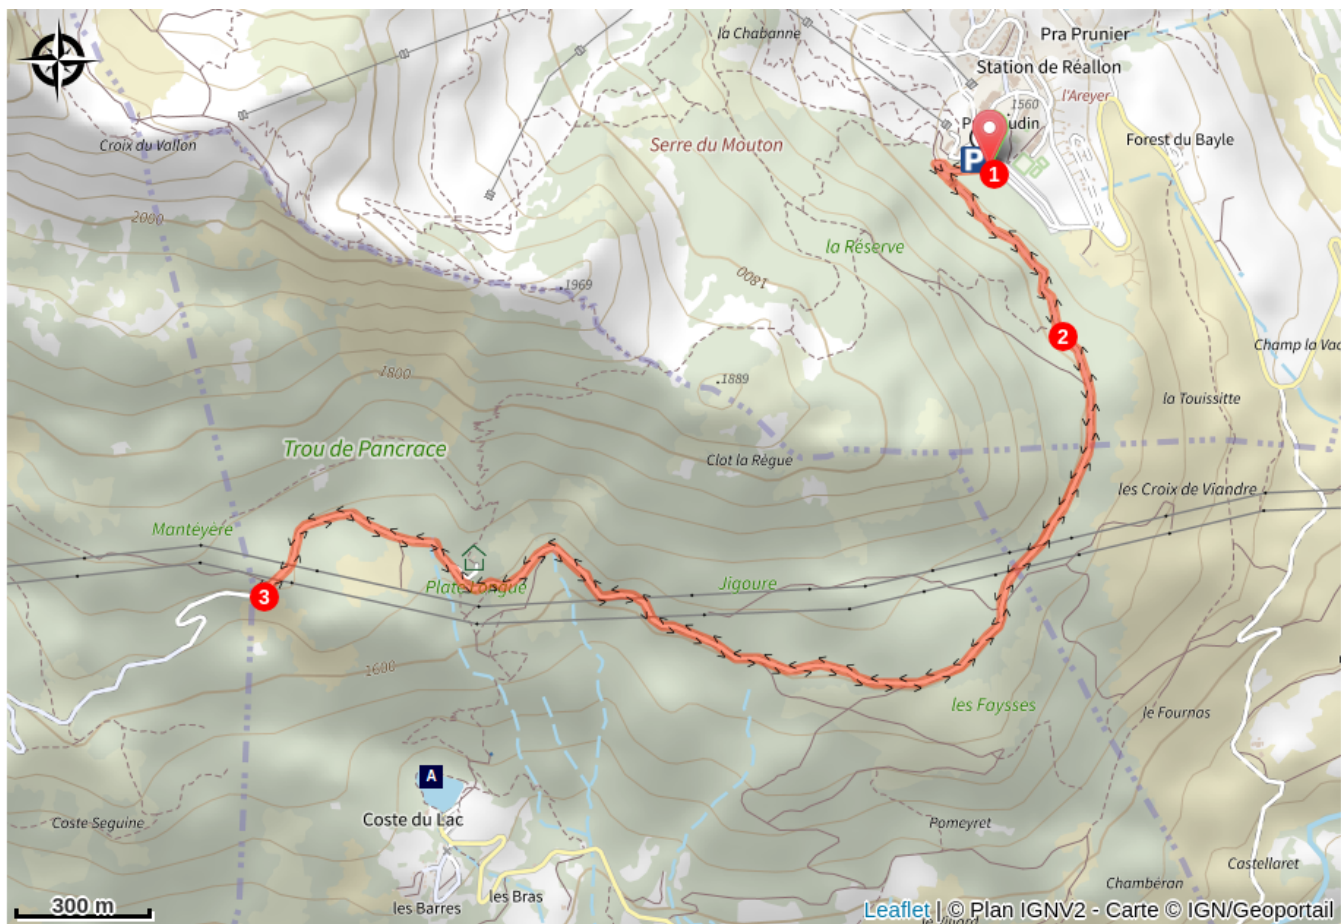 la Chabanne
Pra Prunier
Station de Réallon
1560
l'Areyer
Croix du Vallon
Serre du Mouton
P
1
Forest du Bayle
2000
la Réserve
1969
1800
2
Champ la Vac
1800
.1889
la Touissitte
Trou de Pancrace
Clot la Règue
les Croix de Viandre
Mantéyère
Jigoure
3
1600
les Faysses
le Fournas
A
Coste du Lac
Coste Seguine
Pomeyret
Castellaret
Chambéran
les Bras
les Barres
300 m
Leaflet | © Plan IGNV2 - Carte © IGN/Geoportail